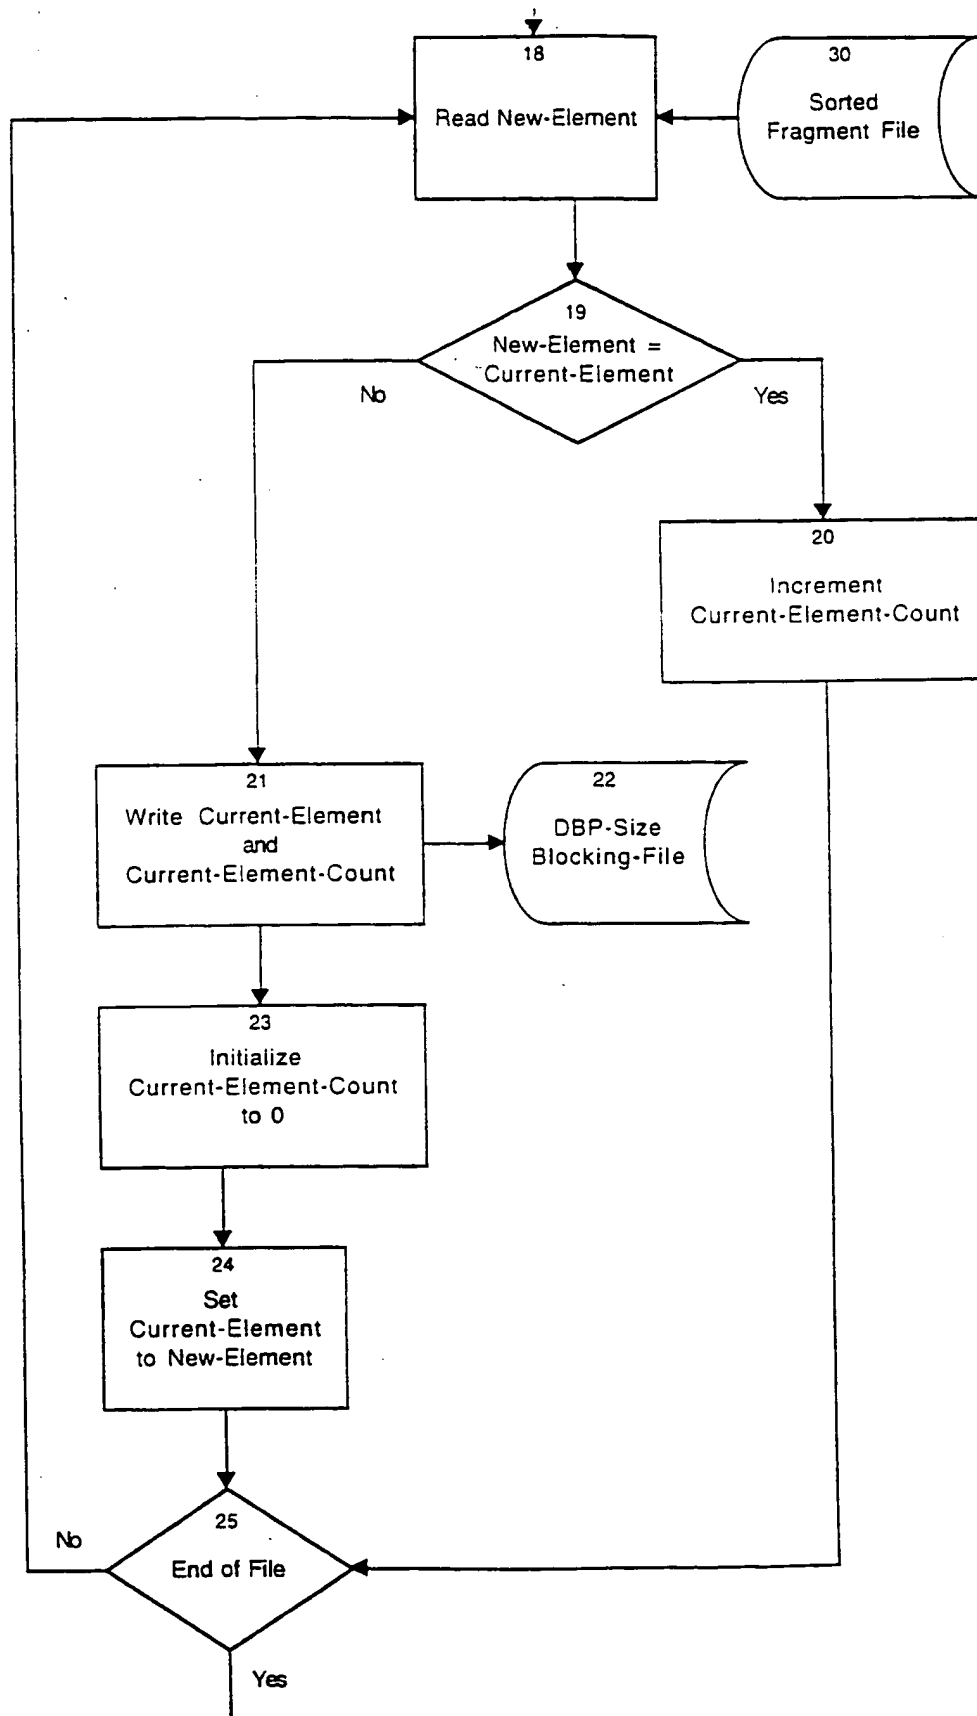 18
Read New-Element
30
Sorted
Fragment File
19
New-Element =
Current-Element
No
Yes
20
Increment
Current-Element-Count
21
Write Current-Element
and
Current-Element-Count
22
DBP-Size
Blocking-File
23
Initialize
Current-Element-Count
to 0
24
Set
Current-Element
to New-Element
25
End of File
No
Yes